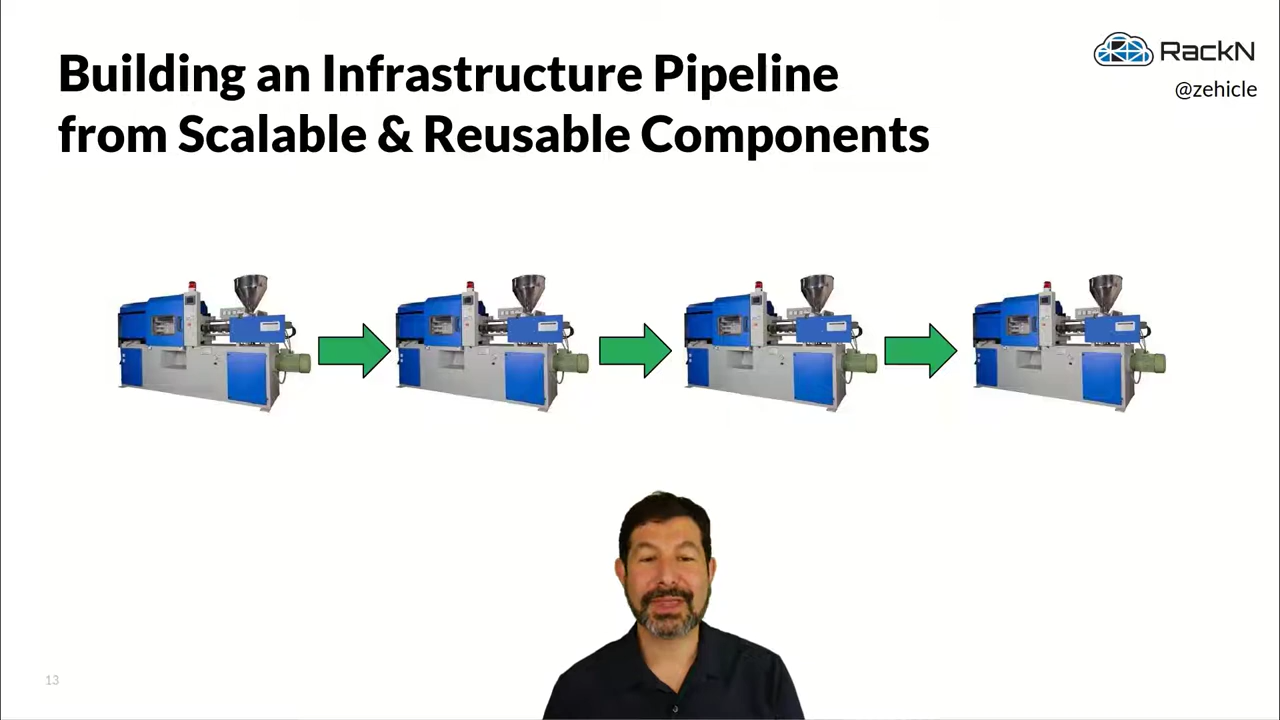 Building an Infrastructure Pipeline
from Scalable & Reusable Components
RackN
@zehicle
13